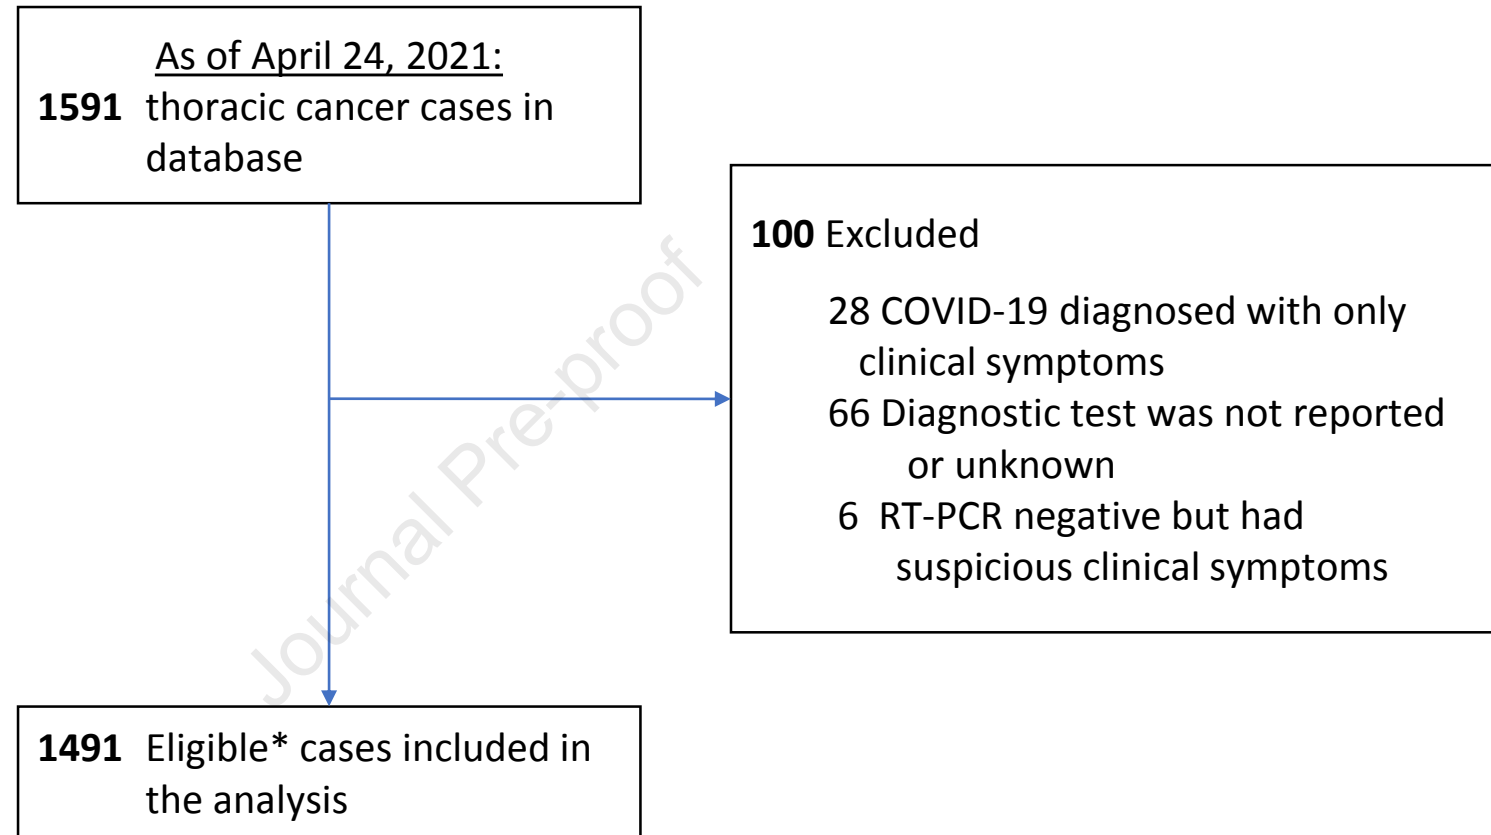 As of April 24, 2021:
1591 thoracic cancer cases in
database
100 Excluded
28 COVID-19 diagnosed with only
clinical symptoms
66 Diagnostic test was not reported
or unknown
6 RT-PCR negative but had
suspicious clinical symptoms
Journal Pre-proof
1491 Eligible* cases included in
the analysis